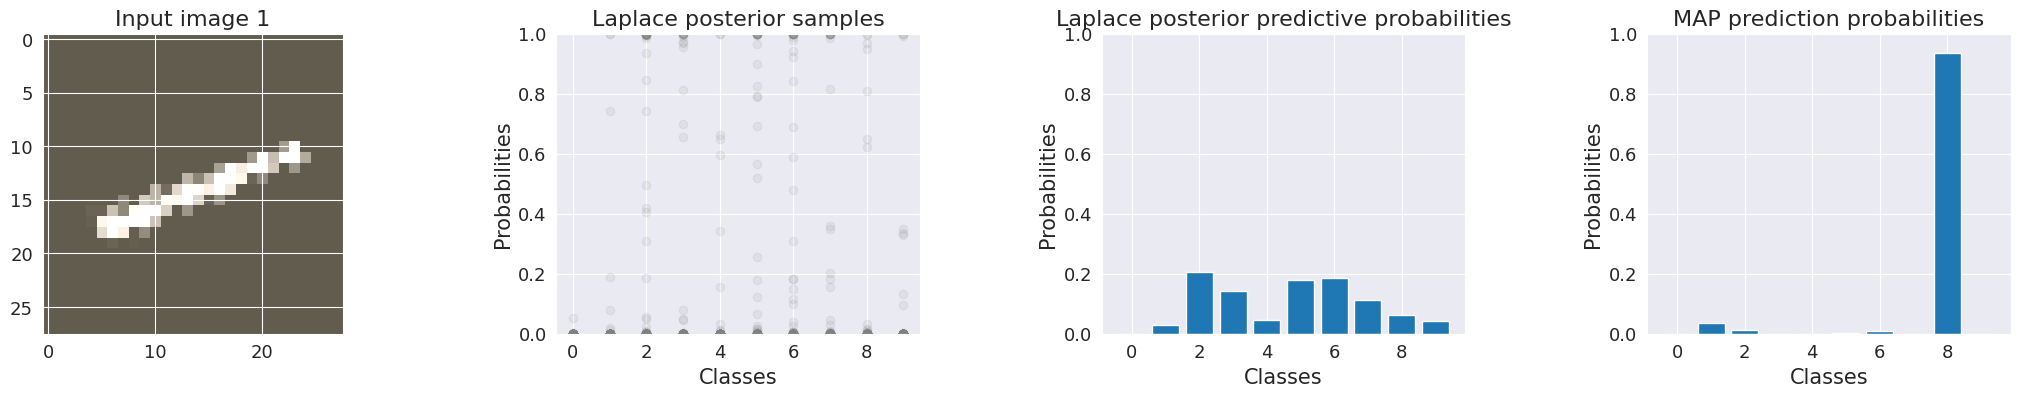 Input image 1
0
5
10
15
20
25
0 10 20
Laplace posterior samples
Probabilities
1.0
0.8
0.6
0.4
0.2
0.0
0 2 4 6 8
Classes
Laplace posterior predictive probabilities
Probabilities
1.0
0.8
0.6
0.4
0.2
0.0
0 2 4 6 8
Classes
MAP prediction probabilities
Probabilities
1.0
0.8
0.6
0.4
0.2
0.0
0 2 4 6 8
Classes